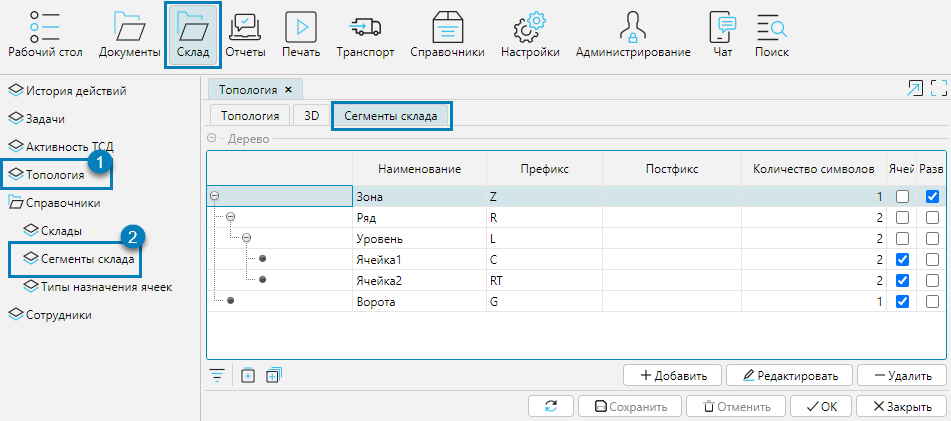 Рабочий стол Документы Склад Отчеты Печать Транспорт Справочники Настройки Администрирование Чат Поиск
История действий
Задачи
Активность ТСД
1
Топология
Справочники
Склады
2
Сегменты склада
Типы назначения ячеек
Сотрудники
Топология ×
Топология 3D Сегменты склада
Дерево
Наименование Префикс Постфикс Количество символов Ячей Разв
Зона Z 1
Ряд R 2
Уровень L 2
Ячейка1 C 2
Ячейка2 RT 2
Ворота G 1
+ Добавить Редактировать − Удалить
Сохранить Отменить OK Закрыть